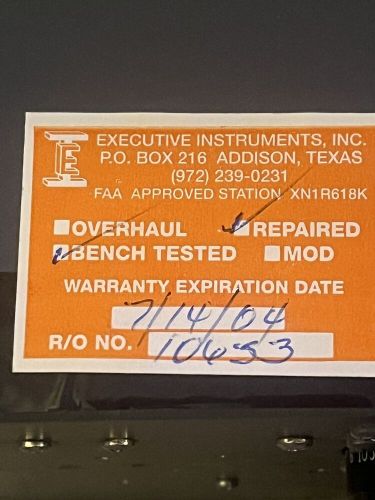 EXECUTIVE INSTRUMENTS, INC.
P.O. BOX 216 ADDISON, TEXAS
(972) 239-0231
FAA APPROVED STATION XN1R618K
OVERHAUL REPAIRED
BENCH TESTED MOD
WARRANTY EXPIRATION DATE
7/14/04
R/O NO. 10653